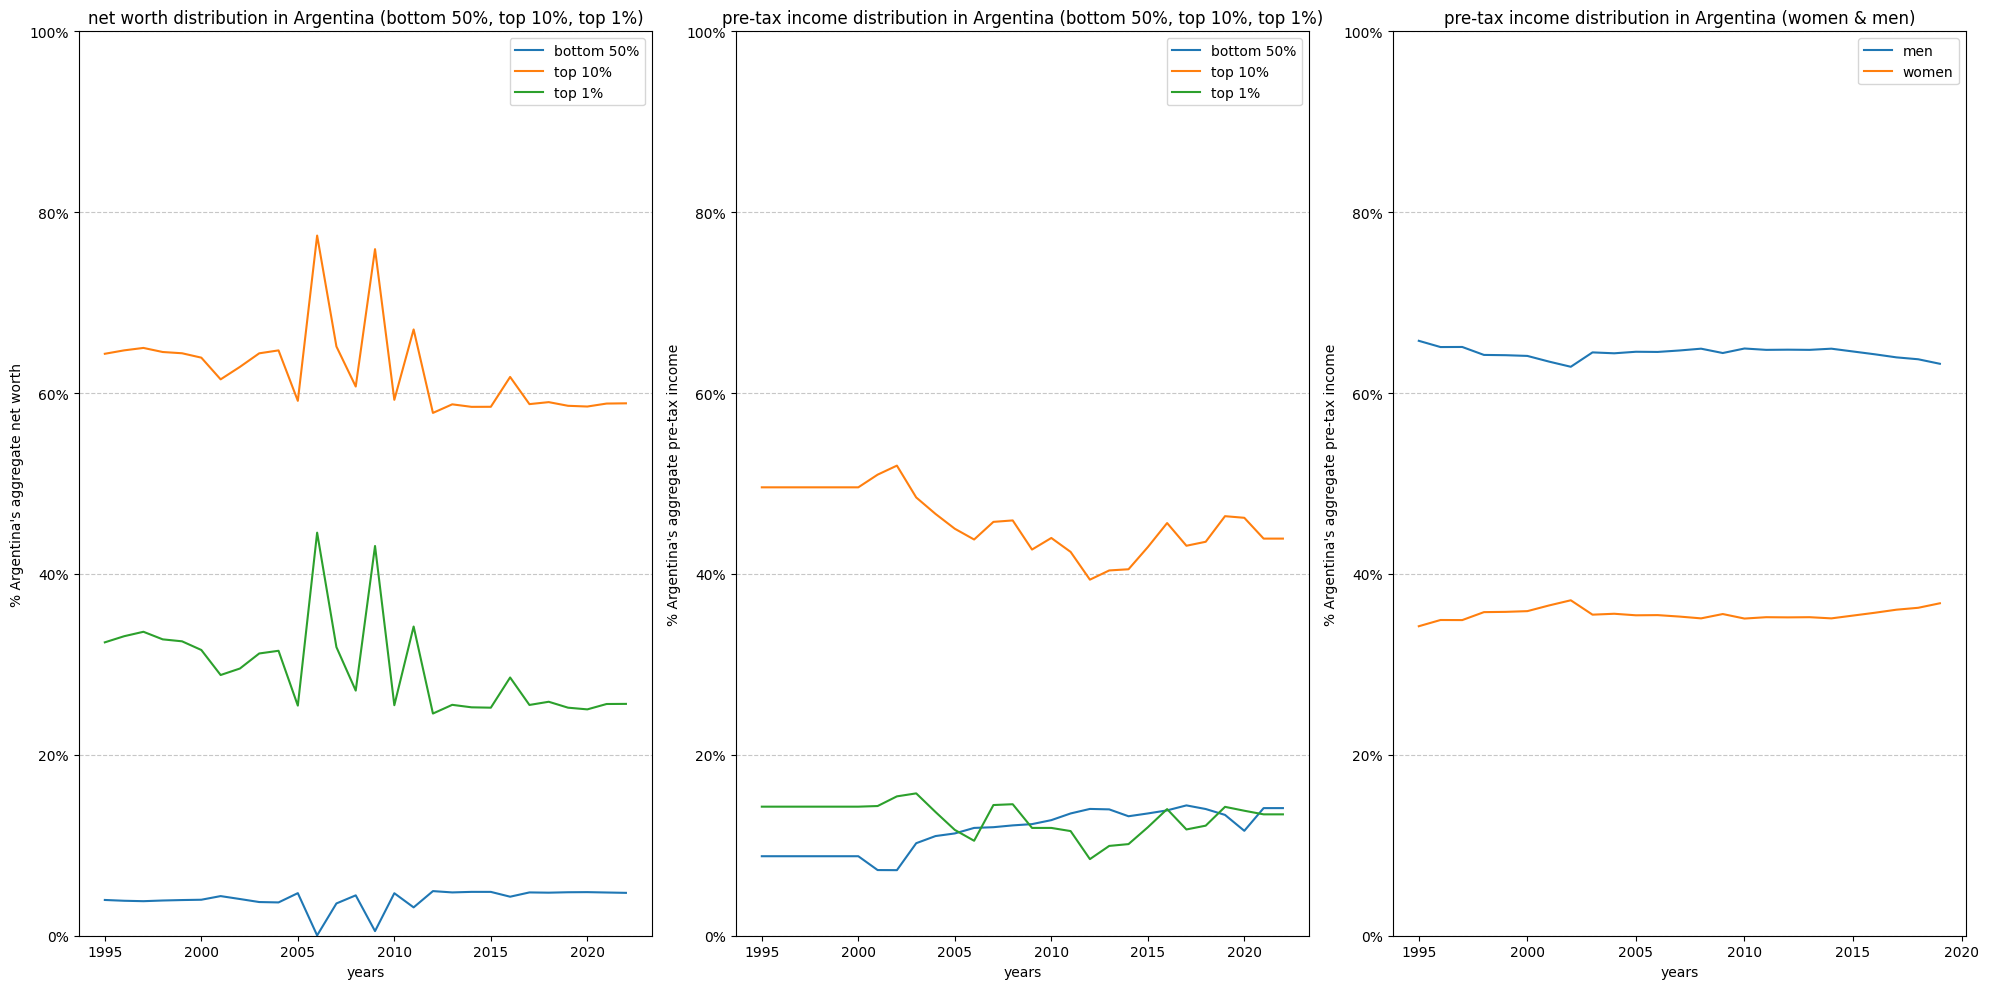 net worth distribution in Argentina (bottom 50%, top 10%, top 1%)
100%
80%
60%
40%
20%
0%
% Argentina's aggregate net worth
bottom 50%
top 10%
top 1%
1995
2000
2005
2010
2015
2020
years
pre-tax income distribution in Argentina (bottom 50%, top 10%, top 1%)
100%
80%
60%
40%
20%
0%
% Argentina's aggregate pre-tax income
bottom 50%
top 10%
top 1%
1995
2000
2005
2010
2015
2020
years
pre-tax income distribution in Argentina (women & men)
100%
80%
60%
40%
20%
0%
% Argentina's aggregate pre-tax income
men
women
1995
2000
2005
2010
2015
2020
years